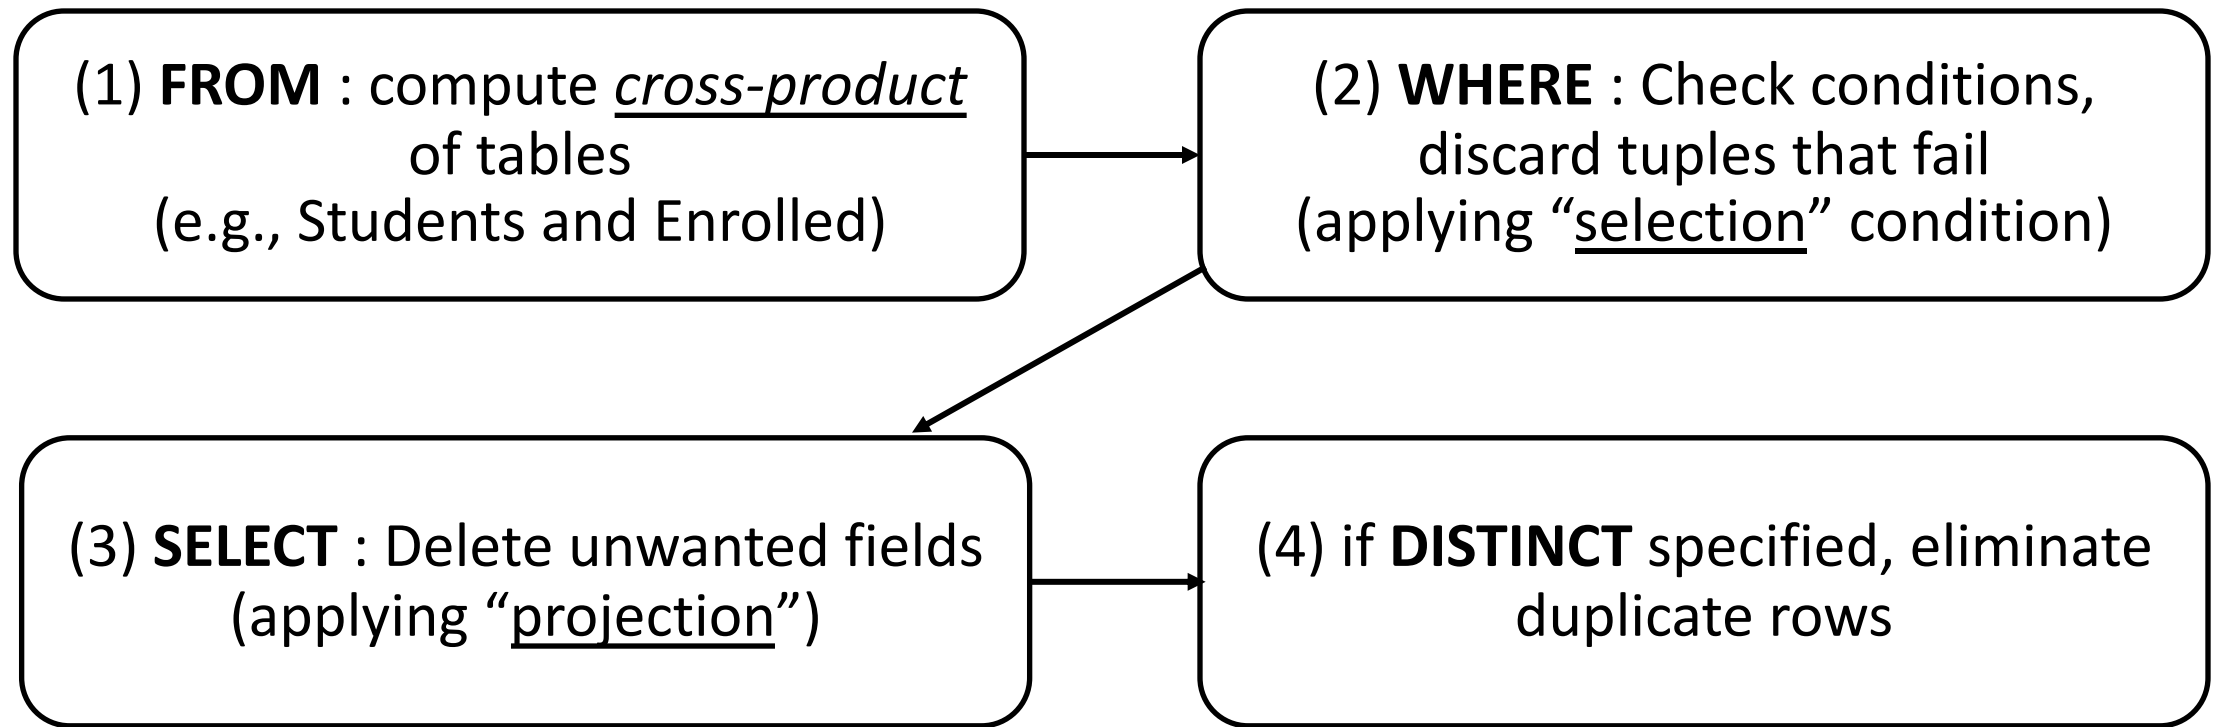 (1) FROM : compute cross-product
of tables
(e.g., Students and Enrolled)
(2) WHERE : Check conditions,
discard tuples that fail
(applying “selection” condition)
(3) SELECT : Delete unwanted fields
(applying “projection”)
(4) if DISTINCT specified, eliminate
duplicate rows